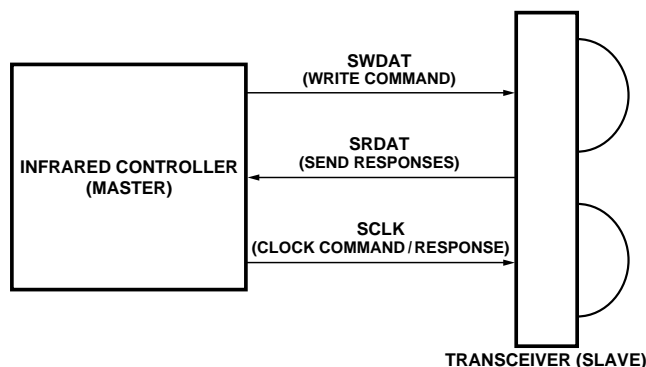 SWDAT
(WRITE COMMAND)
INFRARED CONTROLLER
(MASTER)
SRDAT
(SEND RESPONSES)
SCLK
(CLOCK COMMAND/RESPONSE)
TRANSCEIVER (SLAVE)